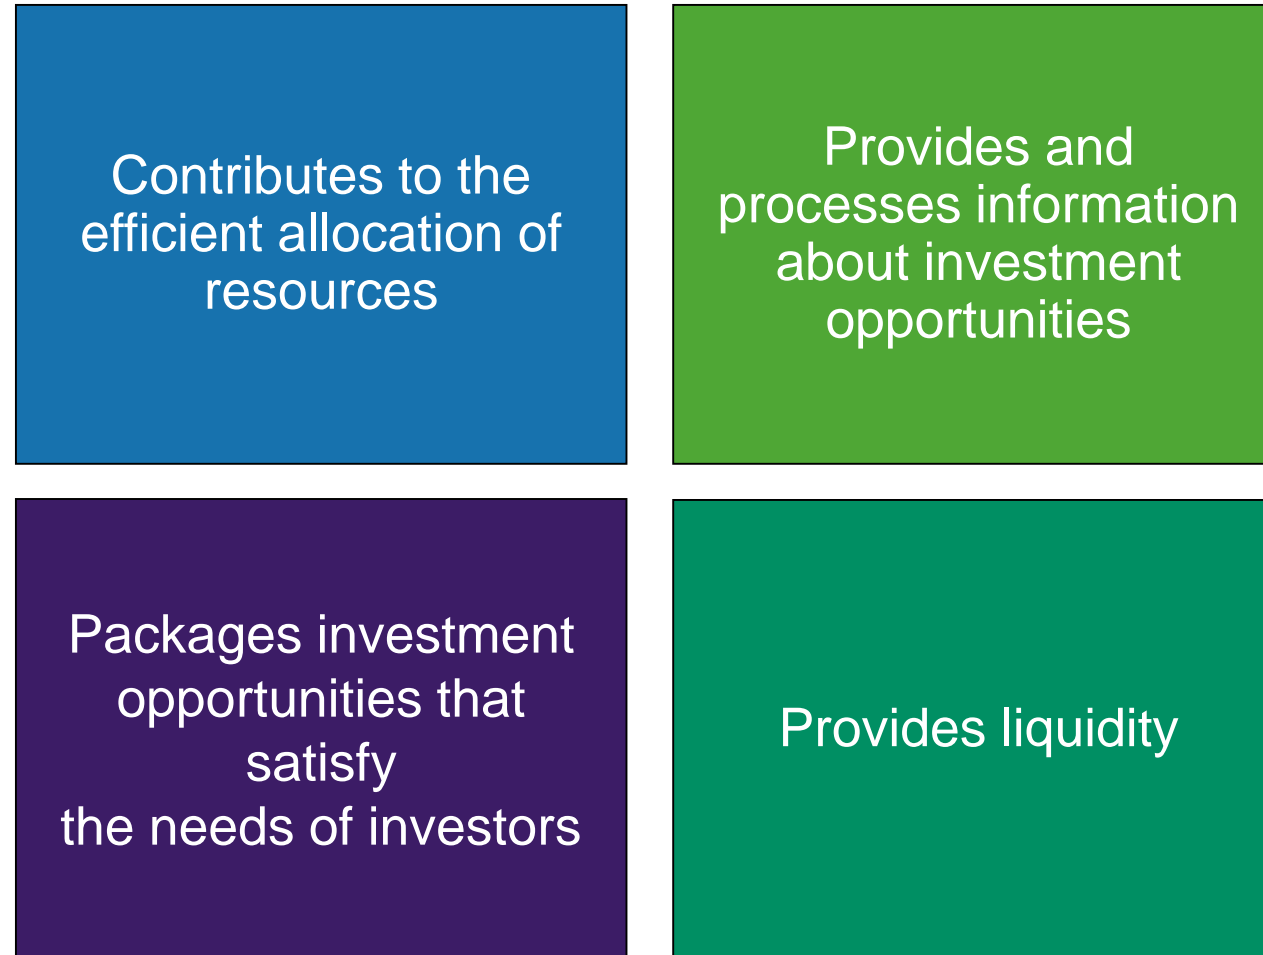 Contributes to the
efficient allocation of
resources
Provides and
processes information
about investment
opportunities
Packages investment
opportunities that
satisfy
the needs of investors
Provides liquidity